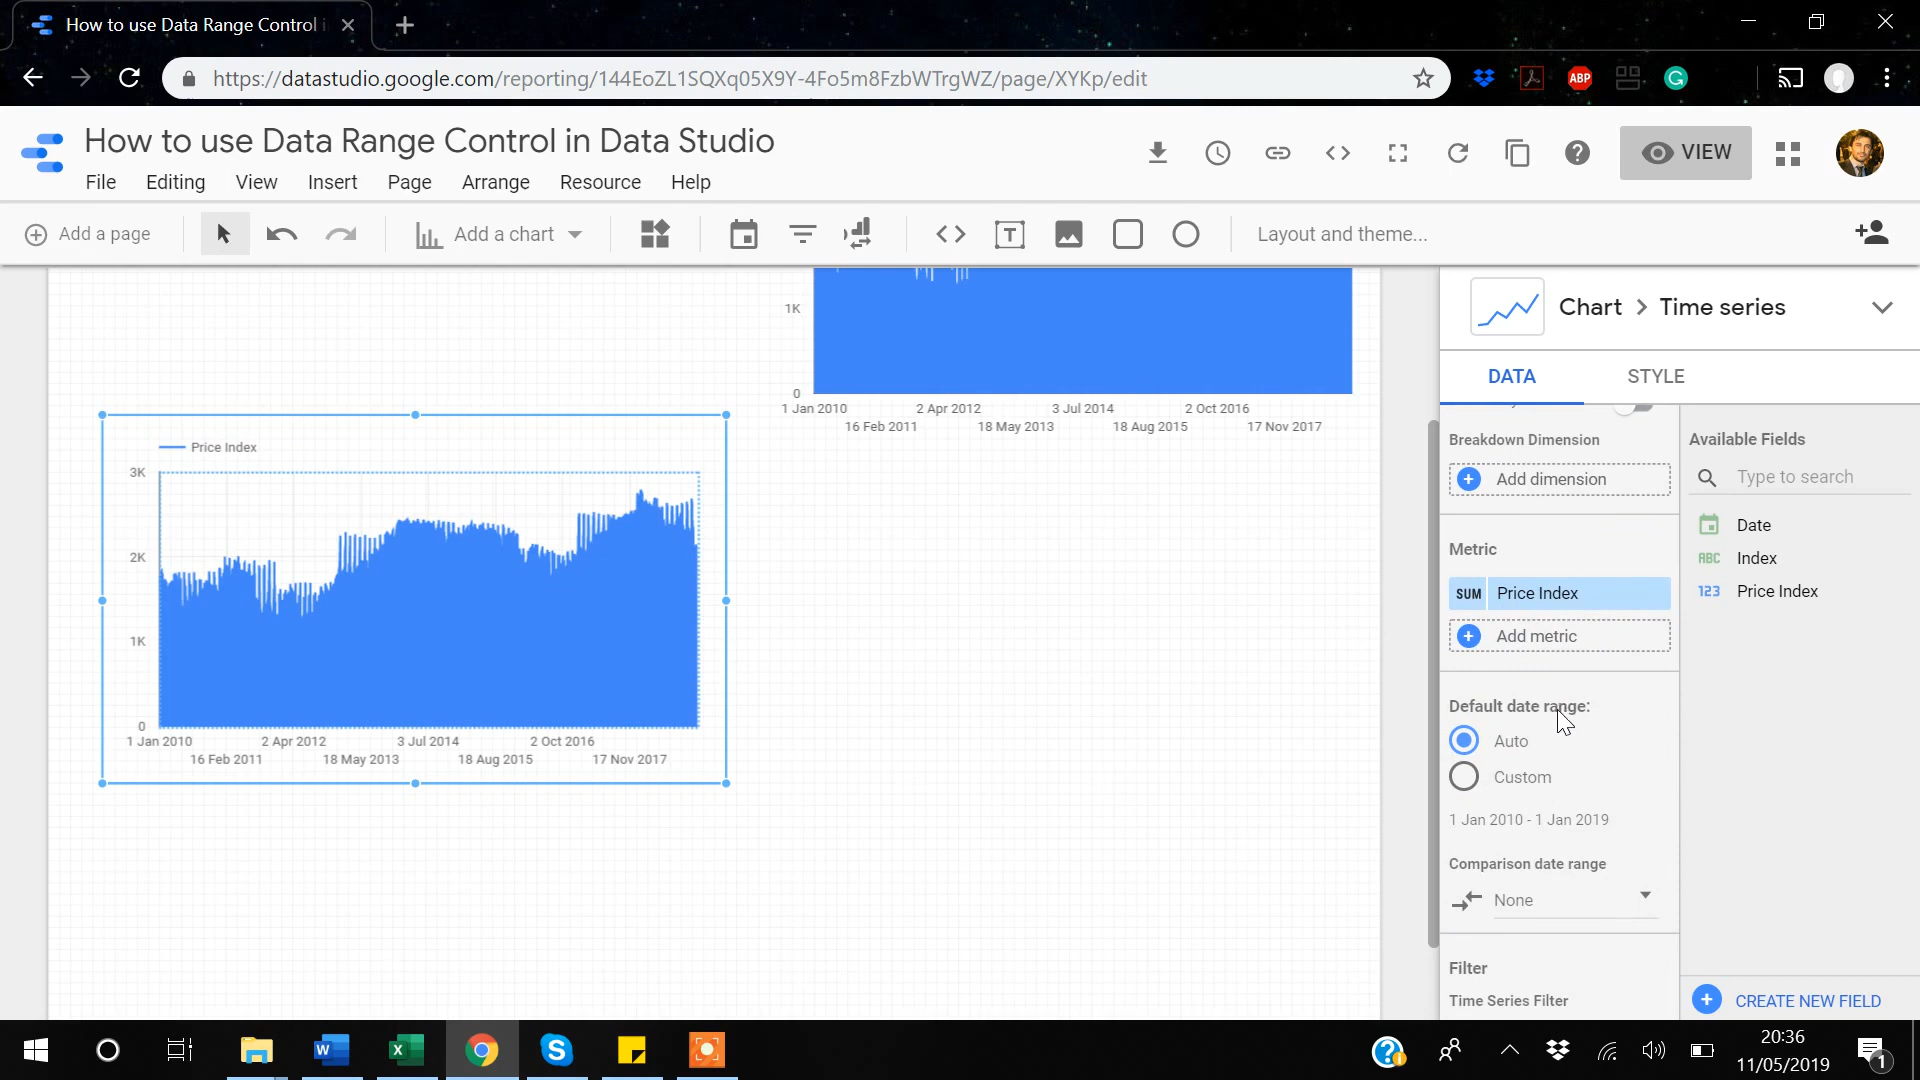 How to use Data Range Control i
https://datastudio.google.com/reporting/144EoZL1SQXq05X9Y-4Fo5m8FzbWTrgWZ/page/XYKp/edit
ABP
G
How to use Data Range Control in Data Studio
VIEW
File Editing View Insert Page Arrange Resource Help
Add a page
Add a chart
T
Layout and theme...
1K
0
1 Jan 2010 2 Apr 2012 3 Jul 2014 2 Oct 2016
16 Feb 2011 18 May 2013 18 Aug 2015 17 Nov 2017
Price Index
3K
2K
1K
0
1 Jan 2010 2 Apr 2012 3 Jul 2014 2 Oct 2016
16 Feb 2011 18 May 2013 18 Aug 2015 17 Nov 2017
Chart > Time series
DATA STYLE
Breakdown Dimension
Add dimension
Metric
SUM Price Index
Add metric
Default date range:
Auto
Custom
1 Jan 2010 - 1 Jan 2019
Comparison date range
None
Filter
Time Series Filter
Available Fields
Type to search
Date
ABC Index
123 Price Index
CREATE NEW FIELD
W
X
S
20:36
11/05/2019
1